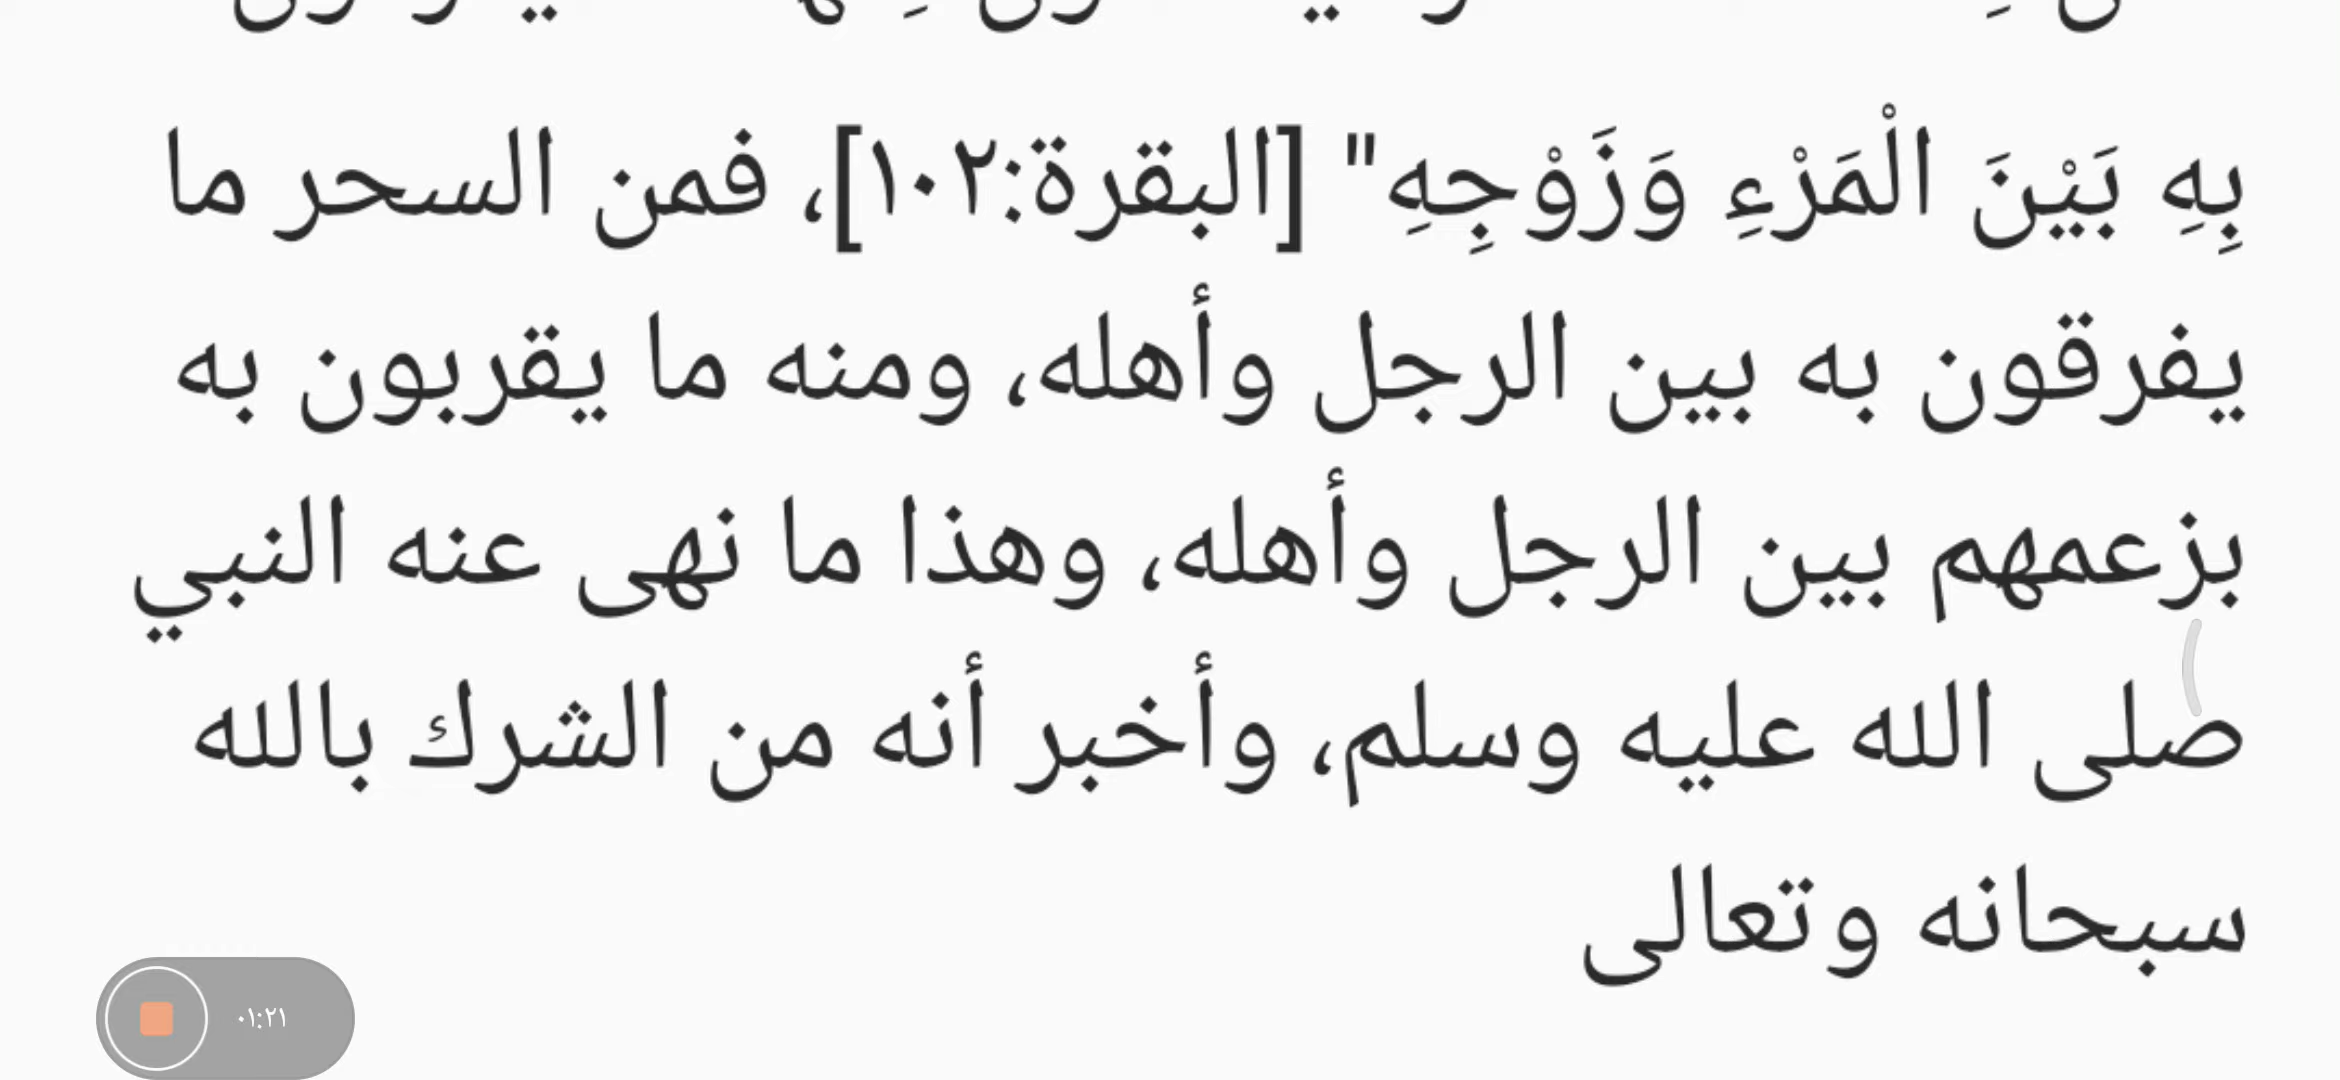 بِهِ بَيْنَ الْمَرْءِ وَزَوْجِهِ" [البقرة:١٠٢]، فمن السحر ما
يفرقون به بين الرجل وأهله، ومنه ما يقربون به
بزعمهم بين الرجل وأهله، وهذا ما نهى عنه النبي
صلى الله عليه وسلم، وأخبر أنه من الشرك بالله
سبحانه وتعالى
٠١:٢١